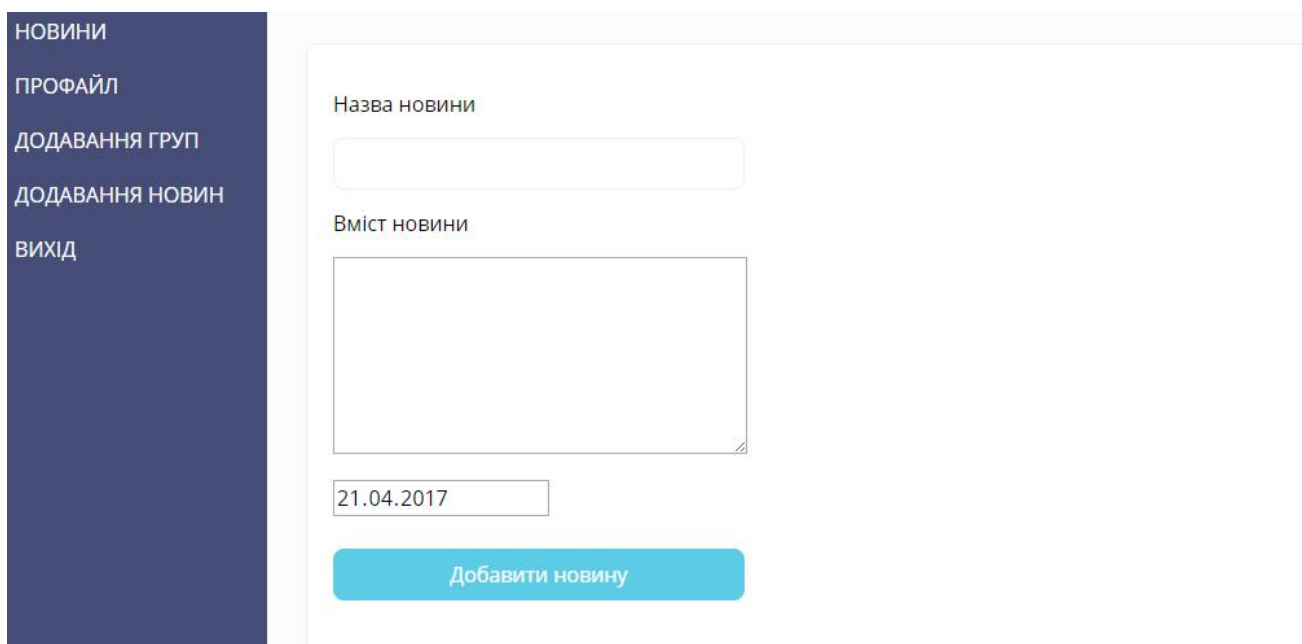 НОВИНИ
ПРОФАЙЛ
ДОДАВАННЯ ГРУП
ДОДАВАННЯ НОВИН
ВИХІД
Назва новини
Вміст новини
21.04.2017
Добавити новину